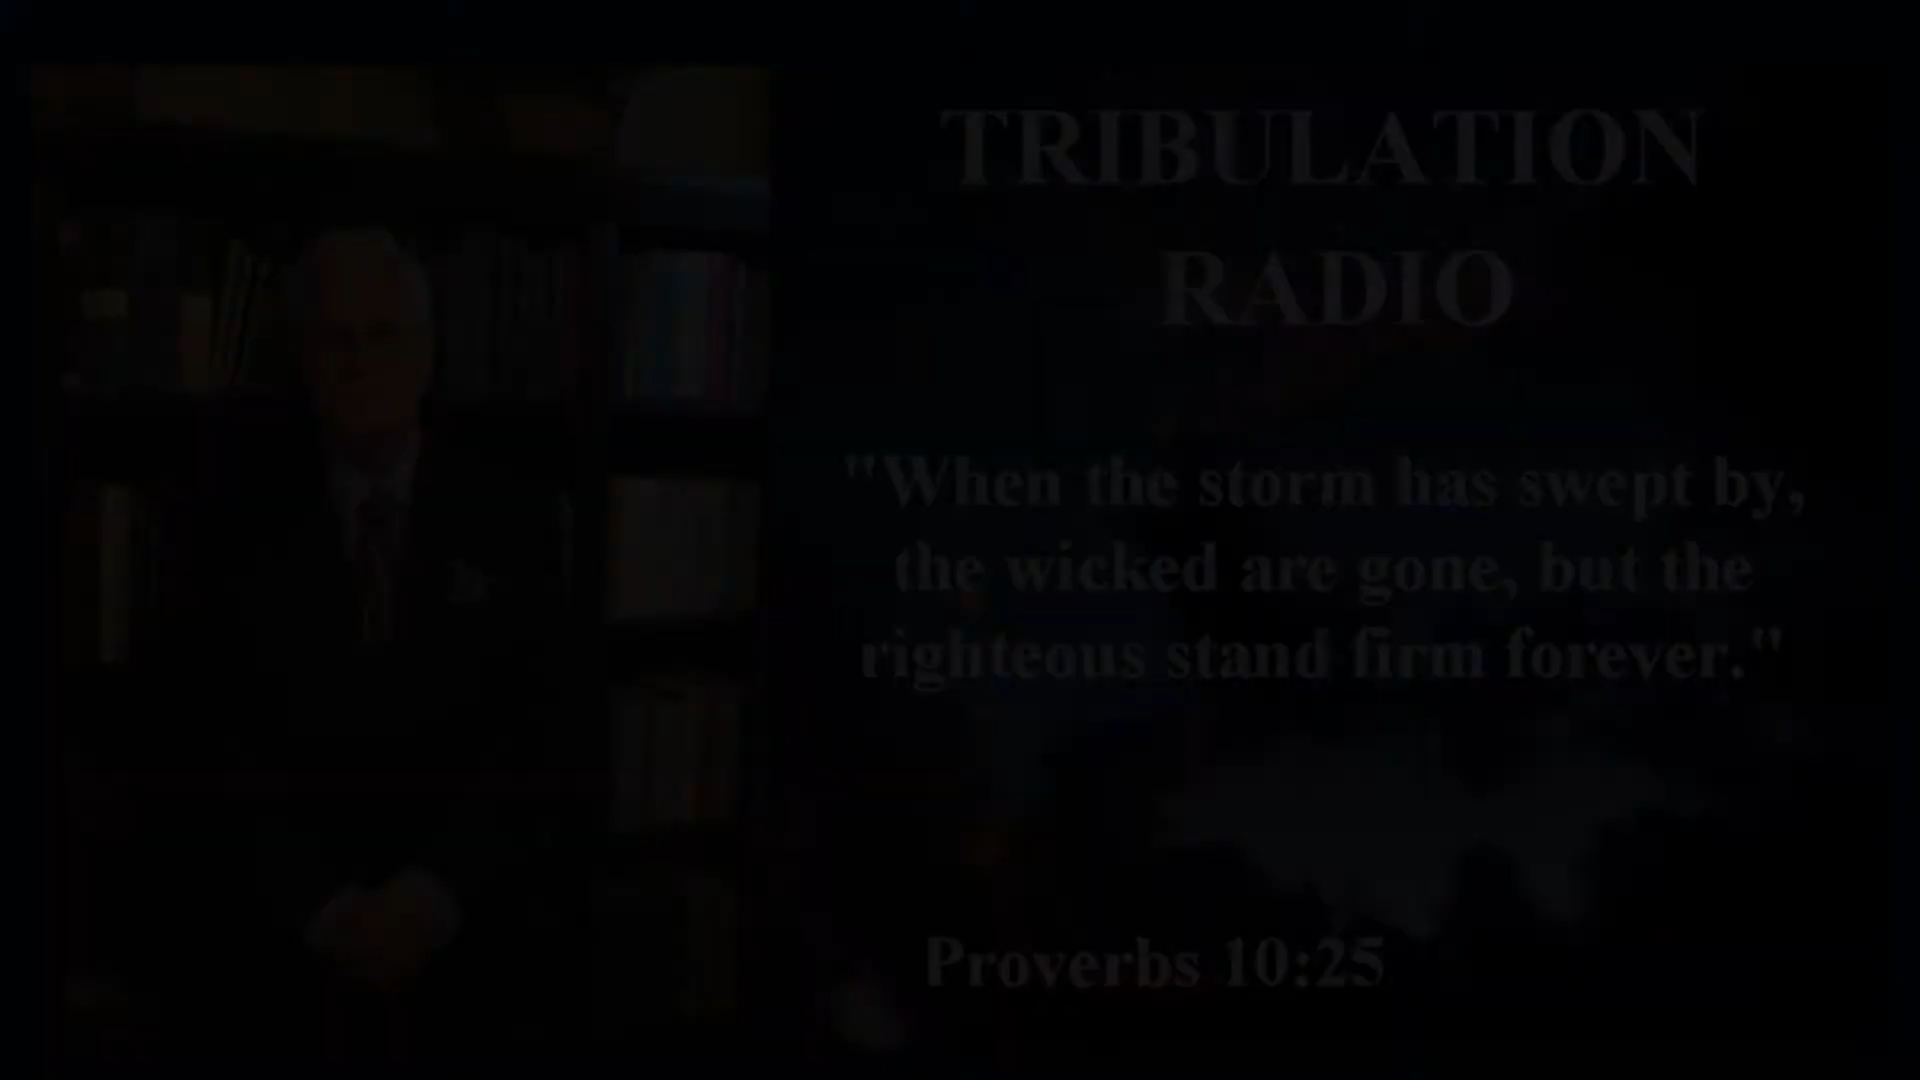 TRIBULATION
RADIO
"When the storm has swept by,
the wicked are gone, but the
righteous stand firm forever."
Proverbs 10:25